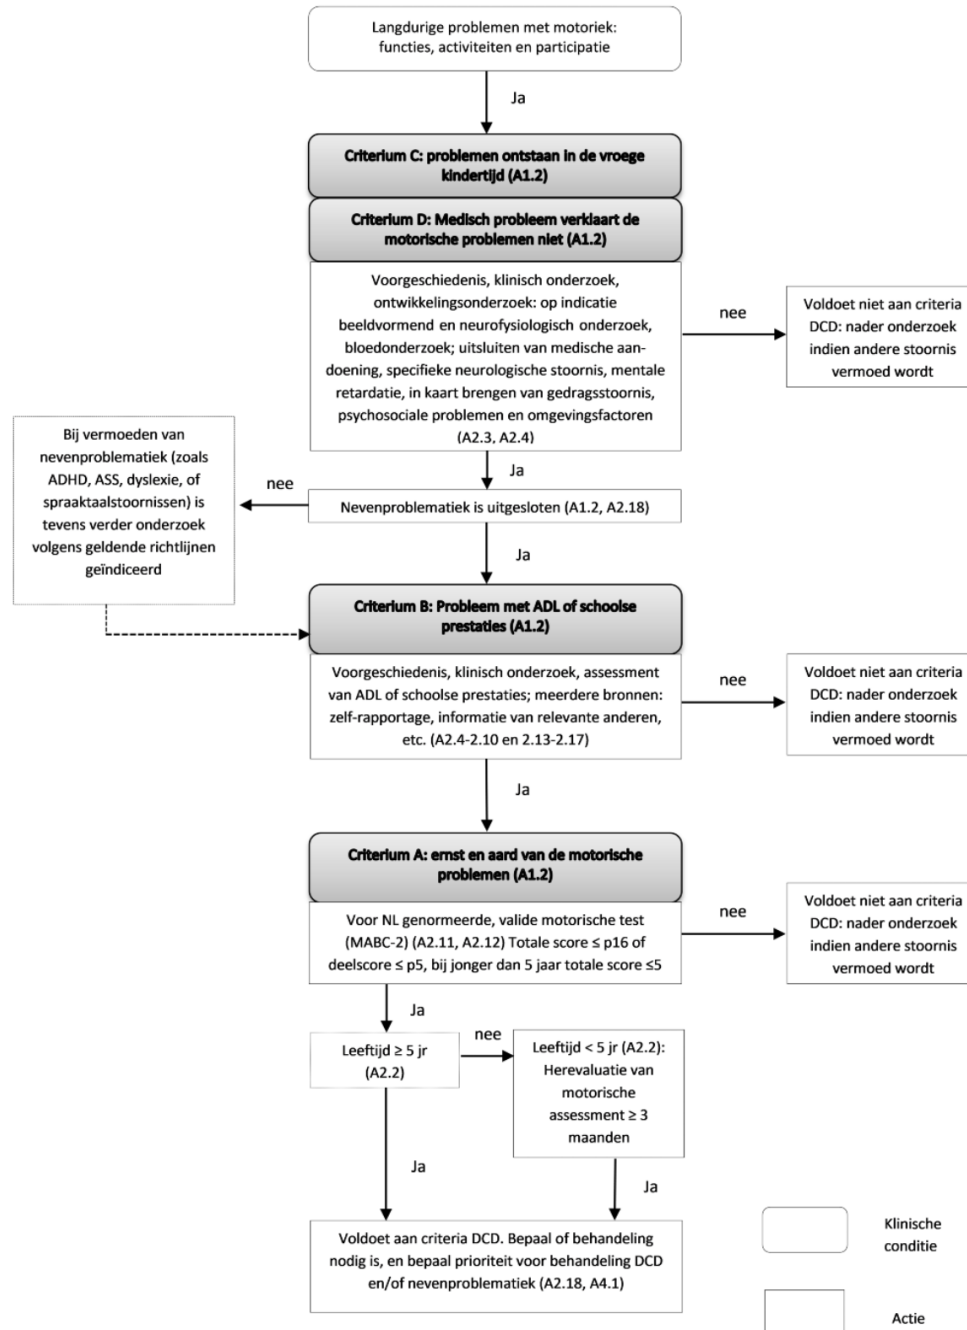 Langdurige problemen met motoriek:
functies, activiteiten en participatie
Ja
Criterium C: problemen ontstaan in de vroege
kindertijd (A1.2)
Criterium D: Medisch probleem verklaart de
motorische problemen niet (A1.2)
Voorgeschiedenis, klinisch onderzoek,
ontwikkelingsonderzoek: op indicatie
beeldvormend en neurofysiologisch onderzoek,
bloedonderzoek; uitsluiten van medische aan-
doening, specifieke neurologische stoornis, mentale
retardatie, in kaart brengen van gedragsstoornis,
psychosociale problemen en omgevingsfactoren
(A2.3, A2.4)
nee
Voldoet niet aan criteria
DCD: nader onderzoek
indien andere stoornis
vermoed wordt
Ja
Nevenproblematiek is uitgesloten (A1.2, A2.18)
nee
Bij vermoeden van
nevenproblematiek (zoals
ADHD, ASS, dyslexie, of
spraaktaalstoornissen) is
tevens verder onderzoek
volgens geldende richtlijnen
geïndiceerd
Ja
Criterium B: Probleem met ADL of schoolse
prestaties (A1.2)
Voorgeschiedenis, klinisch onderzoek, assessment
van ADL of schoolse prestaties; meerdere bronnen:
zelf-rapportage, informatie van relevante anderen,
etc. (A2.4-2.10 en 2.13-2.17)
nee
Voldoet niet aan criteria
DCD: nader onderzoek
indien andere stoornis
vermoed wordt
Ja
Criterium A: ernst en aard van de motorische
problemen (A1.2)
Voor NL genormeerde, valide motorische test
(MABC-2) (A2.11, A2.12) Totale score ≤ p16 of
deelscore ≤ p5, bij jonger dan 5 jaar totale score ≤5
nee
Voldoet niet aan criteria
DCD: nader onderzoek
indien andere stoornis
vermoed wordt
Ja
Leeftijd ≥ 5 jr
(A2.2)
nee
Leeftijd < 5 jr (A2.2):
Herevaluatie van
motorische
assessment ≥ 3
maanden
Ja
Ja
Voldoet aan criteria DCD. Bepaal of behandeling
nodig is, en bepaal prioriteit voor behandeling DCD
en/of nevenproblematiek (A2.18, A4.1)
Klinische
conditie
Actie